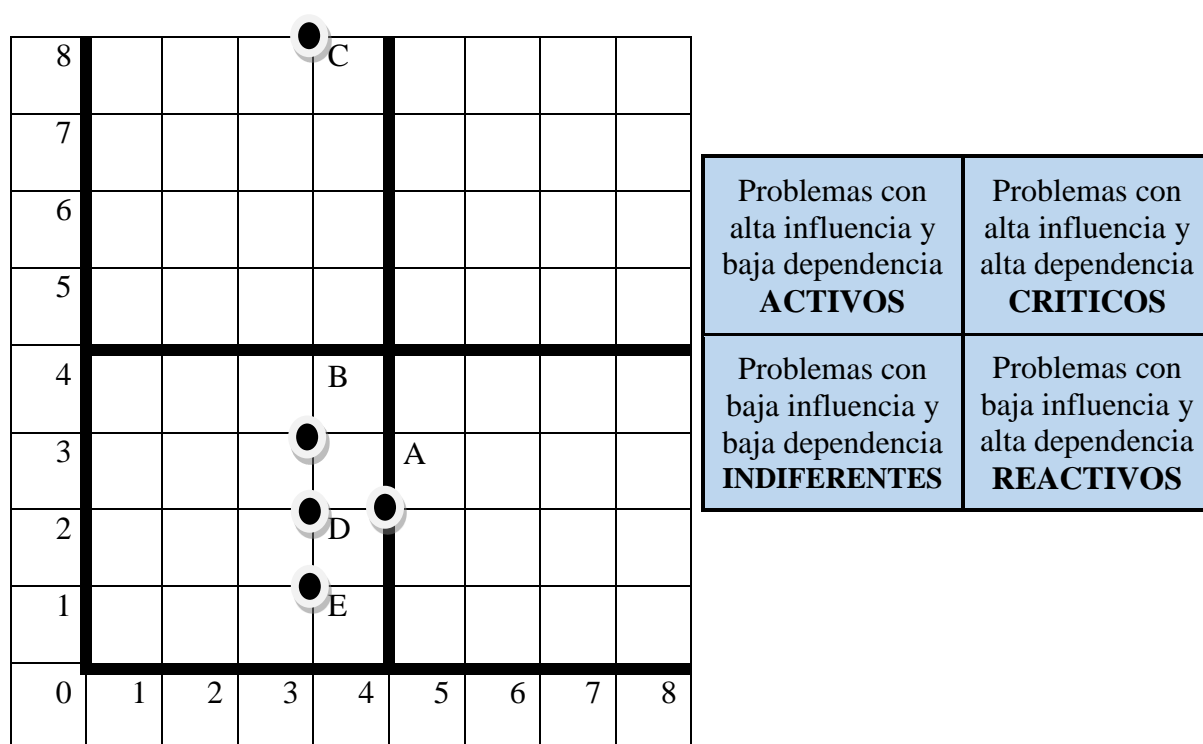 8 C
7
6
5
4 B
3 A
2 D
1 E
0 1 2 3 4 5 6 7 8
Problemas con
alta influencia y
baja dependencia
ACTIVOS
Problemas con
alta influencia y
alta dependencia
CRITICOS
Problemas con
baja influencia y
baja dependencia
INDIFERENTES
Problemas con
baja influencia y
alta dependencia
REACTIVOS